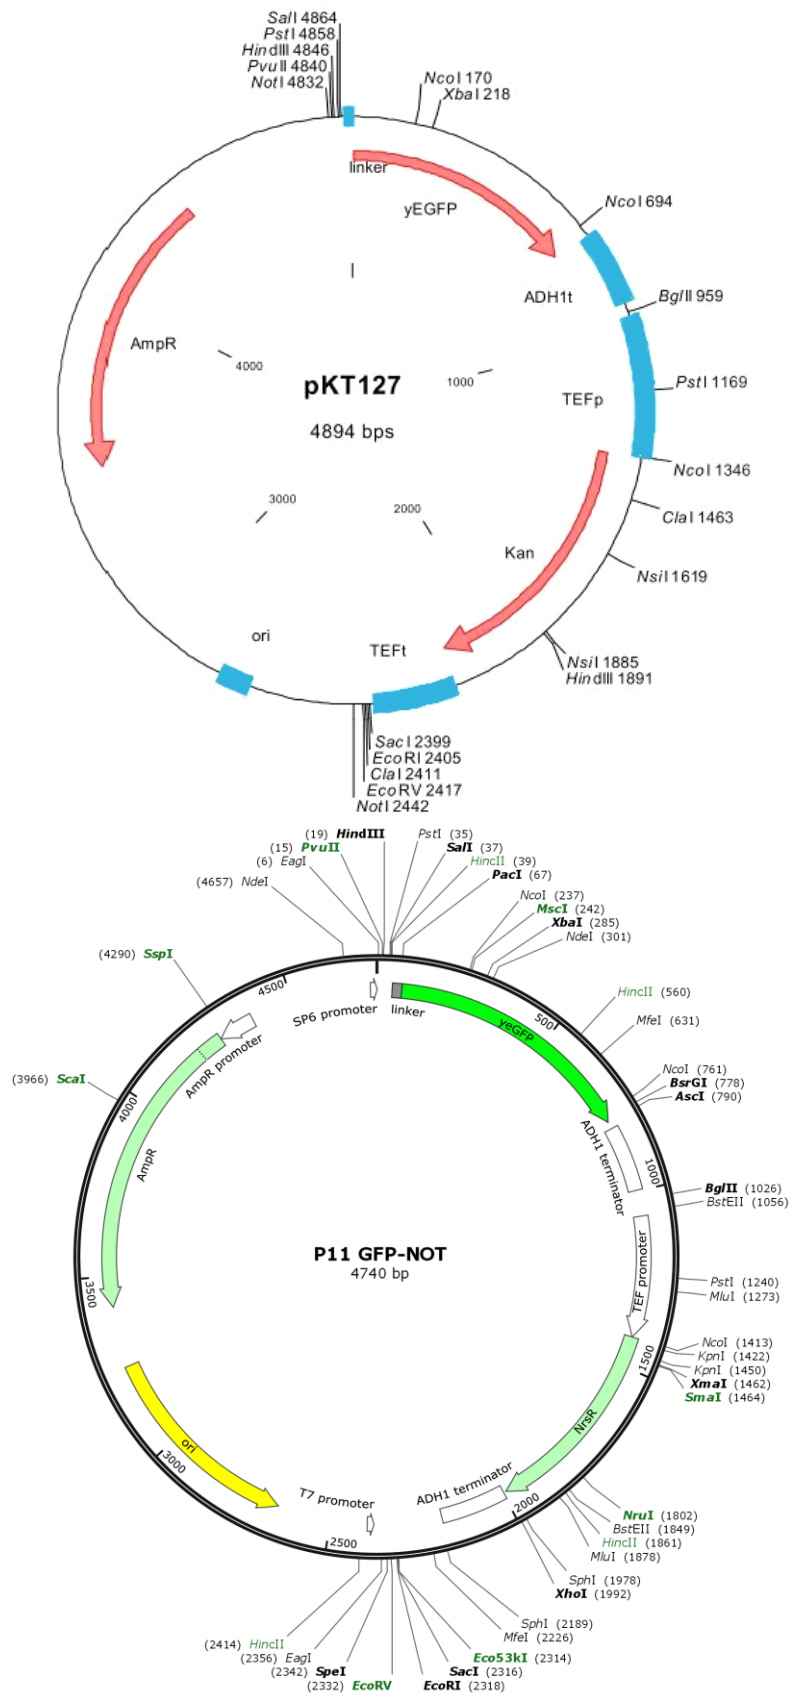 SalI 4864
PstI 4858
HindIII 4846
PvuII 4840
NotI 4832
NcoI 170
XbaI 218
linker
yEGFP
NcoI 694
ADH1t
BglII 959
AmpR
4000
pKT127
1000
PstI 1169
TEFp
4894 bps
NcoI 1346
3000
2000
ClaI 1463
Kan
NsiI 1619
ori
TEFt
NsiI 1885
HindIII 1891
SacI 2399
EcoRI 2405
ClaI 2411
EcoRV 2417
NotI 2442
(19) HindIII
(15) PvuII
(6) EagI
(4657) NdeI
PstI (35)
SalI (37)
HincII (39)
PacI (67)
NcoI (237)
MscI (242)
XbaI (285)
NdeI (301)
(4290) SspI
4500
SP6 promoter
linker
yeGFP
500
HincII (560)
MfeI (631)
AmpR promoter
(3966) ScaI
4000
NcoI (761)
BsrGI (778)
AscI (790)
AmpR
ADH1 terminator
1000
BglII (1026)
BstEII (1056)
P11 GFP-NOT
4740 bp
3500
TEF promoter
PstI (1240)
MluI (1273)
NcoI (1413)
KpnI (1422)
KpnI (1450)
XmaI (1462)
SmaI (1464)
1500
NrsR
ori
3000
T7 promoter
ADH1 terminator
2000
2500
NruI (1802)
BstEII (1849)
HincII (1861)
MluI (1878)
SphI (1978)
XhoI (1992)
SphI (2189)
MfeI (2226)
Eco53kI (2314)
SacI (2316)
EcoRI (2318)
(2414) HincII
(2356) EagI
(2342) SpeI
(2332) EcoRV